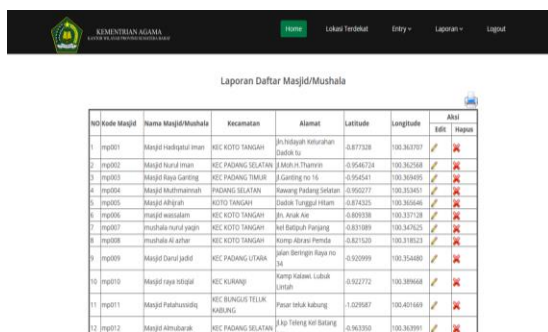 KEMENTRIAN AGAMA
KANTOR WILAYAH PROVINSI SUMATERA BARAT
Home Lokasi Terdekat Entry Laporan Logout
Laporan Daftar Masjid/Mushala
NO Kode Masjid Nama Masjid/Mushala Kecamatan Alamat Latitude Longitude Aksi
Edit Hapus
1 mp001 Masjid Hadiqatul Iman KEC KOTO TANGAH Jln.hidayah Kelurahan Dadok tu -0.877328 100.363707
2 mp002 Masjid Nurul Iman KEC PADANG SELATAN Jl.Moh.H.Thamrin -0.9546724 100.362568
3 mp003 Masjid Raya Ganting KEC PADANG TIMUR Jl.Ganting no 16 -0.954541 100.369495
4 mp004 Masjid Muthmainnah PADANG SELATAN Rawang Padang Selatan -0.950277 100.353451
5 mp005 Masjid Alhijrah KOTO TANGAH Dadok Tunggul Hitam -0.874325 100.365646
6 mp006 masjid wassalam KEC KOTO TANGAH Jln. Anak Aie -0.809338 100.337128
7 mp007 mushala nurul yaqin KEC KOTO TANGAH kel Batipuh Panjang -0.831089 100.347625
8 mp008 mushala Al azhar KEC KOTO TANGAH Komp Abrasi Pemda -0.821520 100.318523
9 mp009 Masjid Darul Jadid KEC PADANG UTARA Jalan Beringin Raya no 34 -0.920999 100.354480
10 mp010 Masjid raya Istiqlal KEC KURANJI Kamp Kalawi. Lubuk Lintah -0.922772 100.389668
11 mp011 Masjid Patahussidiq KEC BUNGUS TELUK KABUNG Pasar teluk kabung -1.029587 100.401669
12 mp012 Masjid Almubarak KEC PADANG SELATAN Jl.kp Teleng Kel Batang -0.963350 100.363991